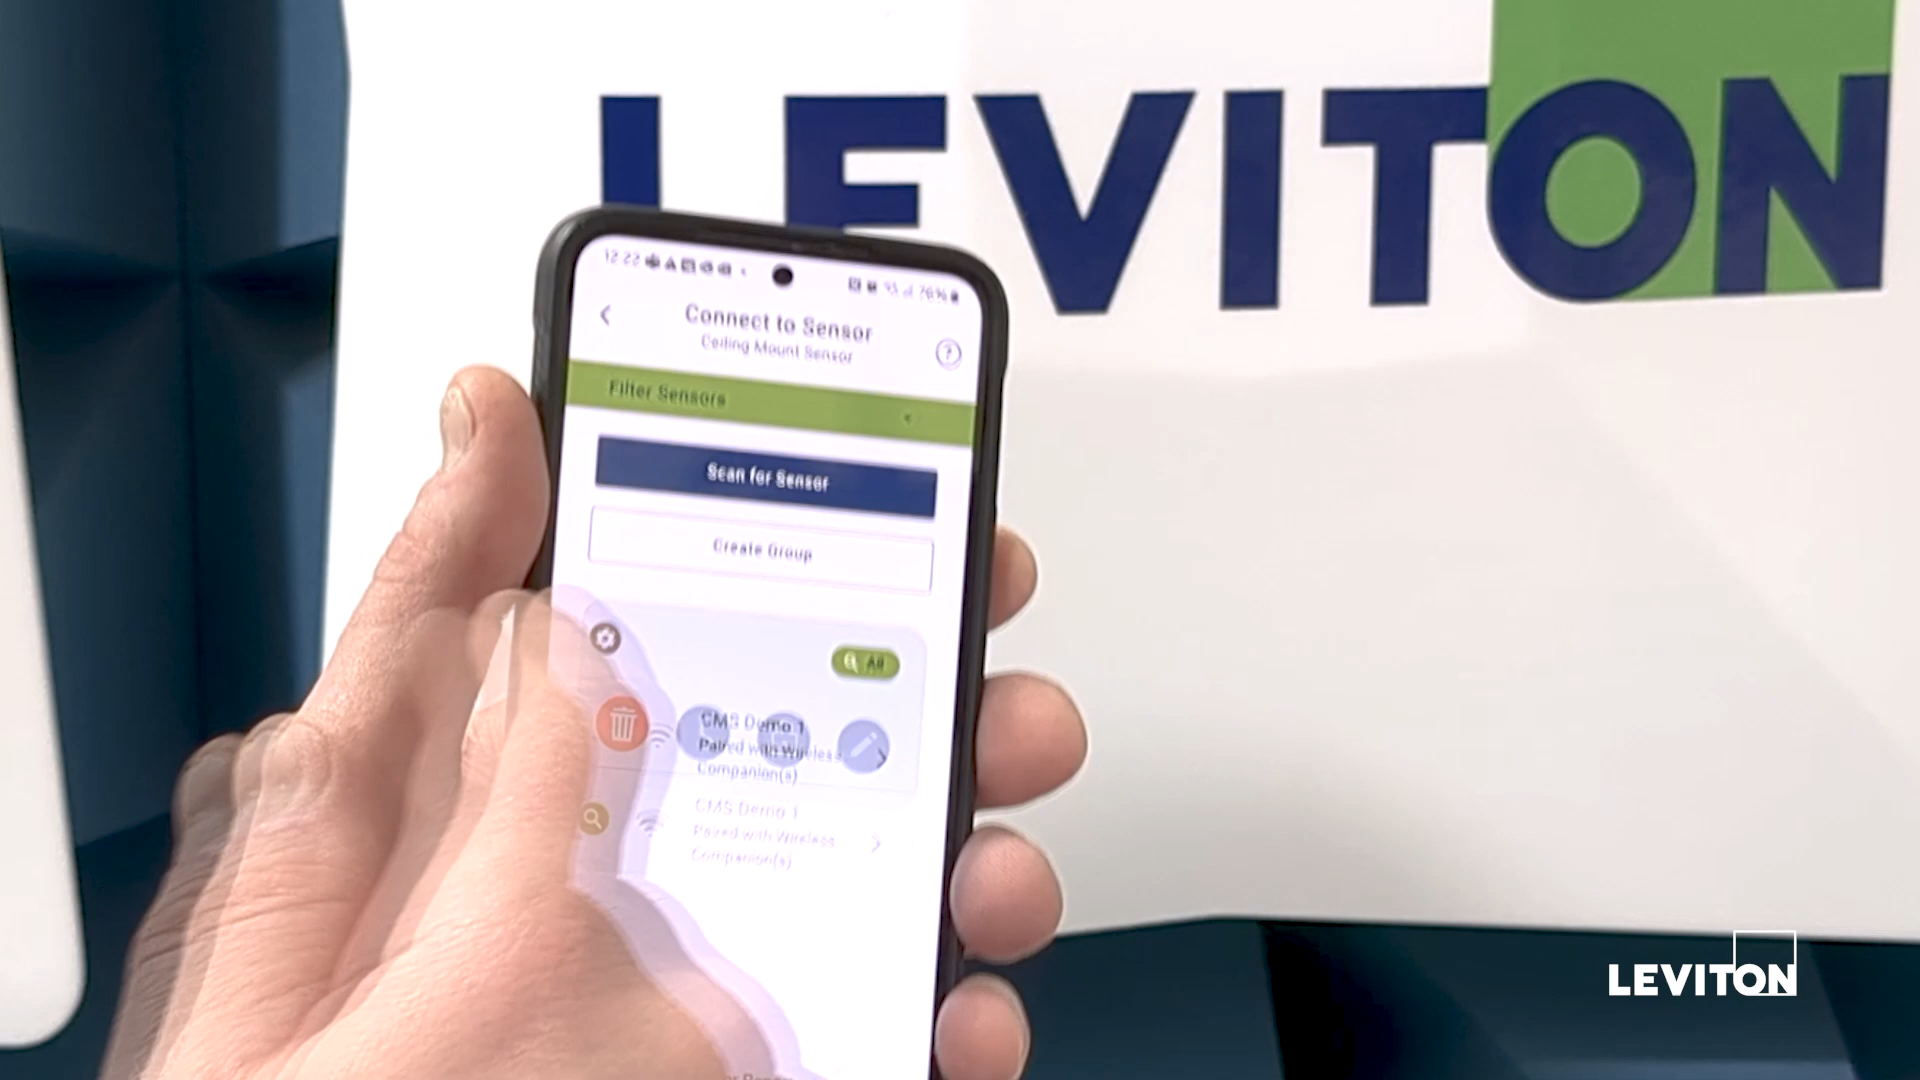 LEVITON
12:22
76%
Connect to Sensor
Ceiling Mount Sensor
?
Filter Sensors
Scan for Sensor
Create Group
All
CMS Demo 1
Paired with Wireless
Companion(s)
CMS Demo 1
Paired with Wireless
Companion(s)
LEVITON